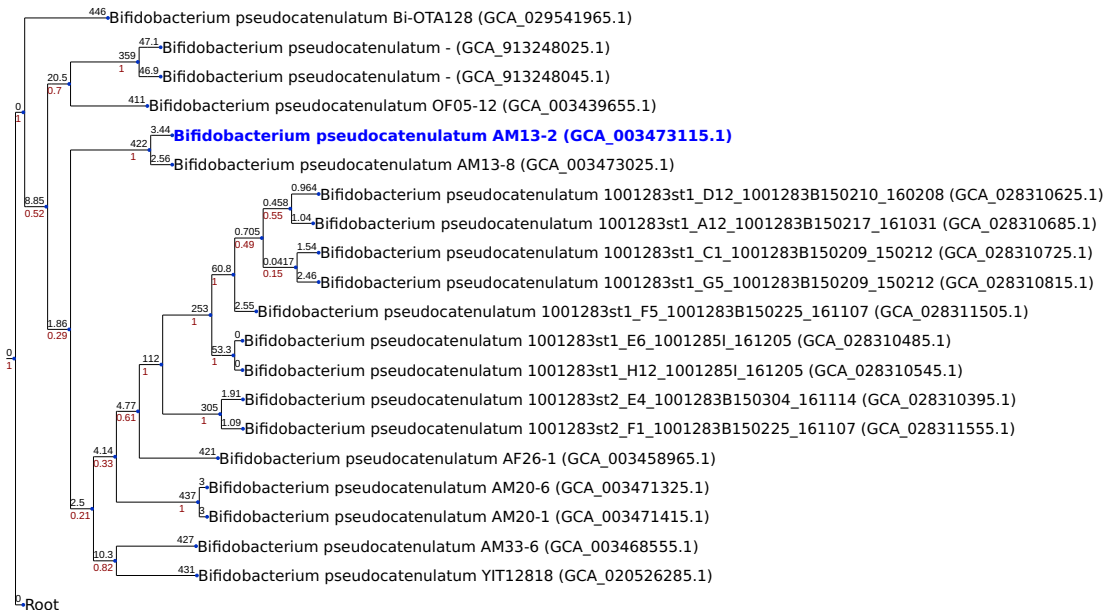 446 Bifidobacterium pseudocatenulatum Bi-OTA128 (GCA_029541965.1)
47.1 Bifidobacterium pseudocatenulatum - (GCA_913248025.1)
359
1
46.9 Bifidobacterium pseudocatenulatum - (GCA_913248045.1)
20.5
0.7
411 Bifidobacterium pseudocatenulatum OF05-12 (GCA_003439655.1)
0
1
3.44 Bifidobacterium pseudocatenulatum AM13-2 (GCA_003473115.1)
422
1
2.56 Bifidobacterium pseudocatenulatum AM13-8 (GCA_003473025.1)
0.964 Bifidobacterium pseudocatenulatum 1001283st1_D12_1001283B150210_160208 (GCA_028310625.1)
8.85
0.52
0.458
0.55
1.04 Bifidobacterium pseudocatenulatum 1001283st1_A12_1001283B150217_161031 (GCA_028310685.1)
0.705
0.49
1.54 Bifidobacterium pseudocatenulatum 1001283st1_C1_1001283B150209_150212 (GCA_028310725.1)
0.0417
0.15
60.8
1
2.46 Bifidobacterium pseudocatenulatum 1001283st1_G5_1001283B150209_150212 (GCA_028310815.1)
2.55 Bifidobacterium pseudocatenulatum 1001283st1_F5_1001283B150225_161107 (GCA_028311505.1)
253
1
1.86
0.29
0 Bifidobacterium pseudocatenulatum 1001283st1_E6_1001285I_161205 (GCA_028310485.1)
53.3
1
0
1
112
1
0 Bifidobacterium pseudocatenulatum 1001283st1_H12_1001285I_161205 (GCA_028310545.1)
1.91 Bifidobacterium pseudocatenulatum 1001283st2_E4_1001283B150304_161114 (GCA_028310395.1)
305
1
4.77
0.61
1.09 Bifidobacterium pseudocatenulatum 1001283st2_F1_1001283B150225_161107 (GCA_028311555.1)
4.14
0.33
421 Bifidobacterium pseudocatenulatum AF26-1 (GCA_003458965.1)
3 Bifidobacterium pseudocatenulatum AM20-6 (GCA_003471325.1)
437
1
2.5
0.21
3 Bifidobacterium pseudocatenulatum AM20-1 (GCA_003471415.1)
427 Bifidobacterium pseudocatenulatum AM33-6 (GCA_003468555.1)
10.3
0.82
431 Bifidobacterium pseudocatenulatum YIT12818 (GCA_020526285.1)
0 Root